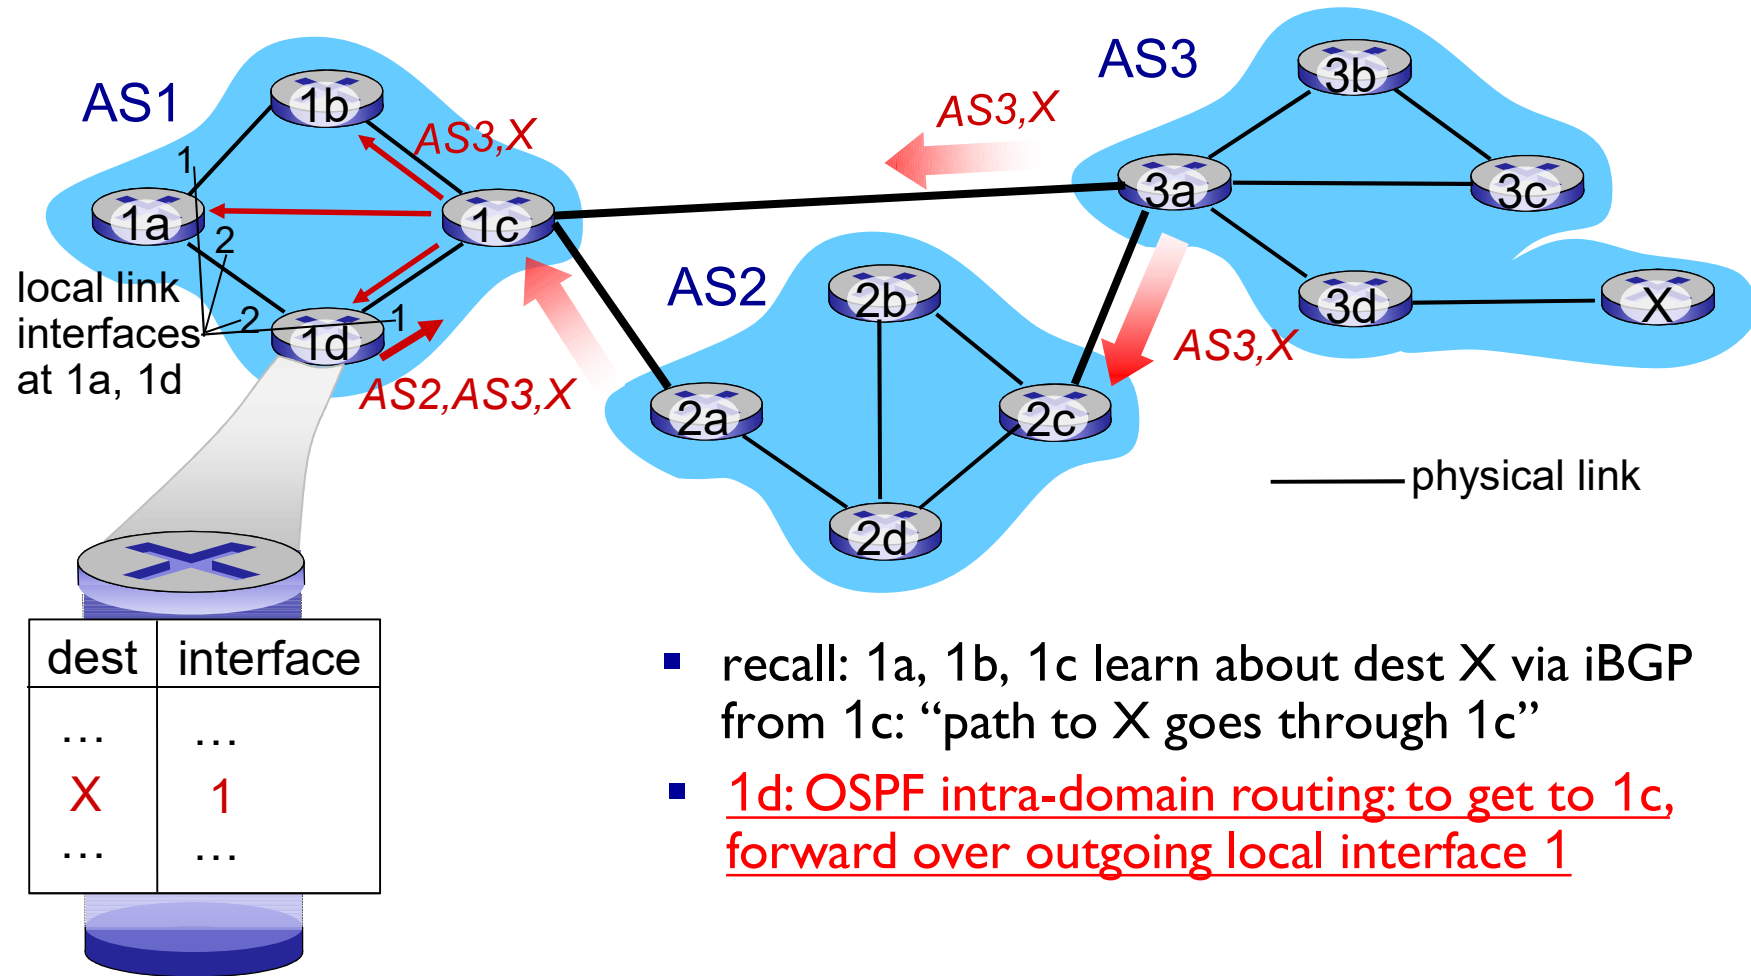 AS1
1b
AS3,X
1
1a
1c
2
local link
interfaces
at 1a, 1d
2
1
1d
AS2,AS3,X
AS3
3b
AS3,X
3a
3c
AS2
2b
3d
X
AS3,X
2a
2c
2d
physical link
dest interface
... ...
X 1
... ...
▪ recall: 1a, 1b, 1c learn about dest X via iBGP
from 1c: “path to X goes through 1c”
▪ 1d: OSPF intra-domain routing: to get to 1c,
forward over outgoing local interface 1